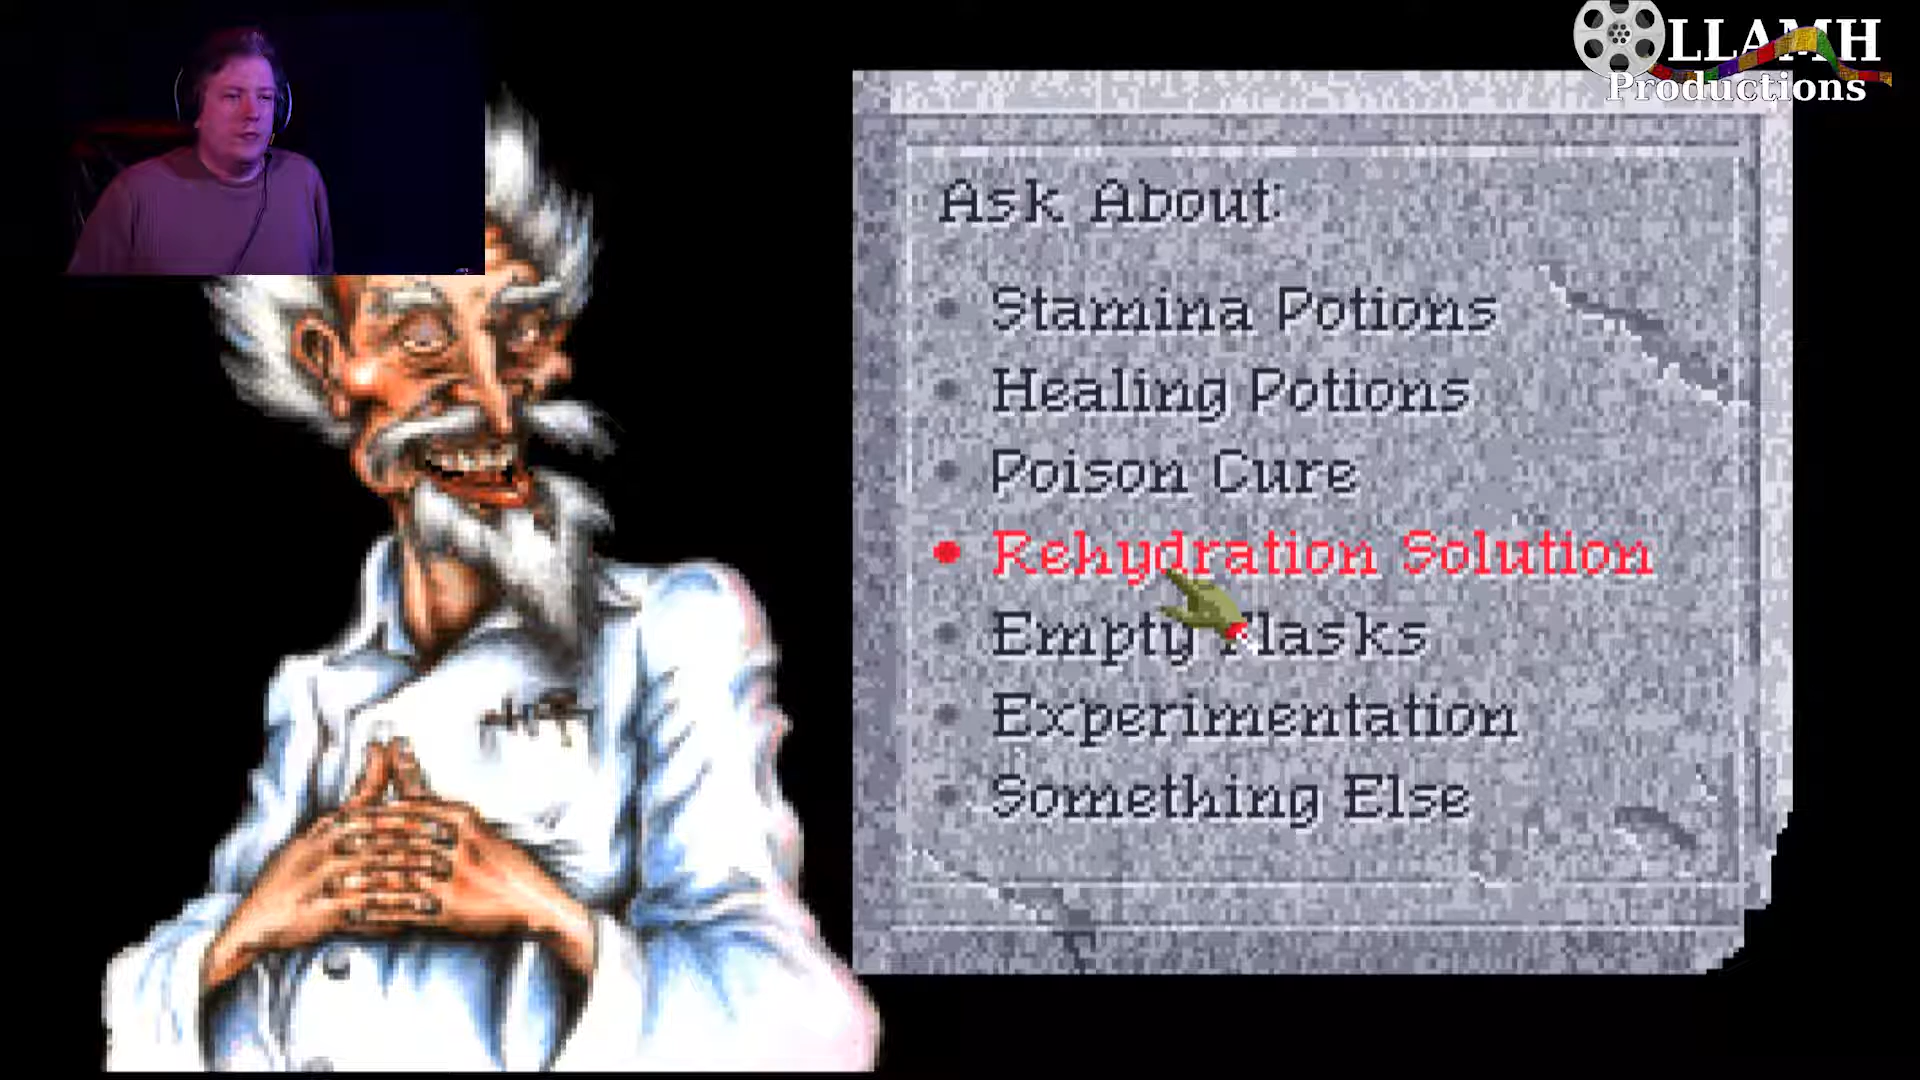 LLAMH
Productions
Ask About:
Stamina Potions
Healing Potions
Poison Cure
Rehydration Solution
Empty Flasks
Experimentation
Something Else